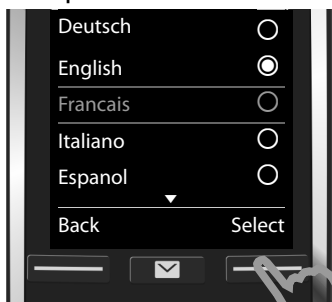 Deutsch
English
Francais
Italiano
Espanol
Back Select